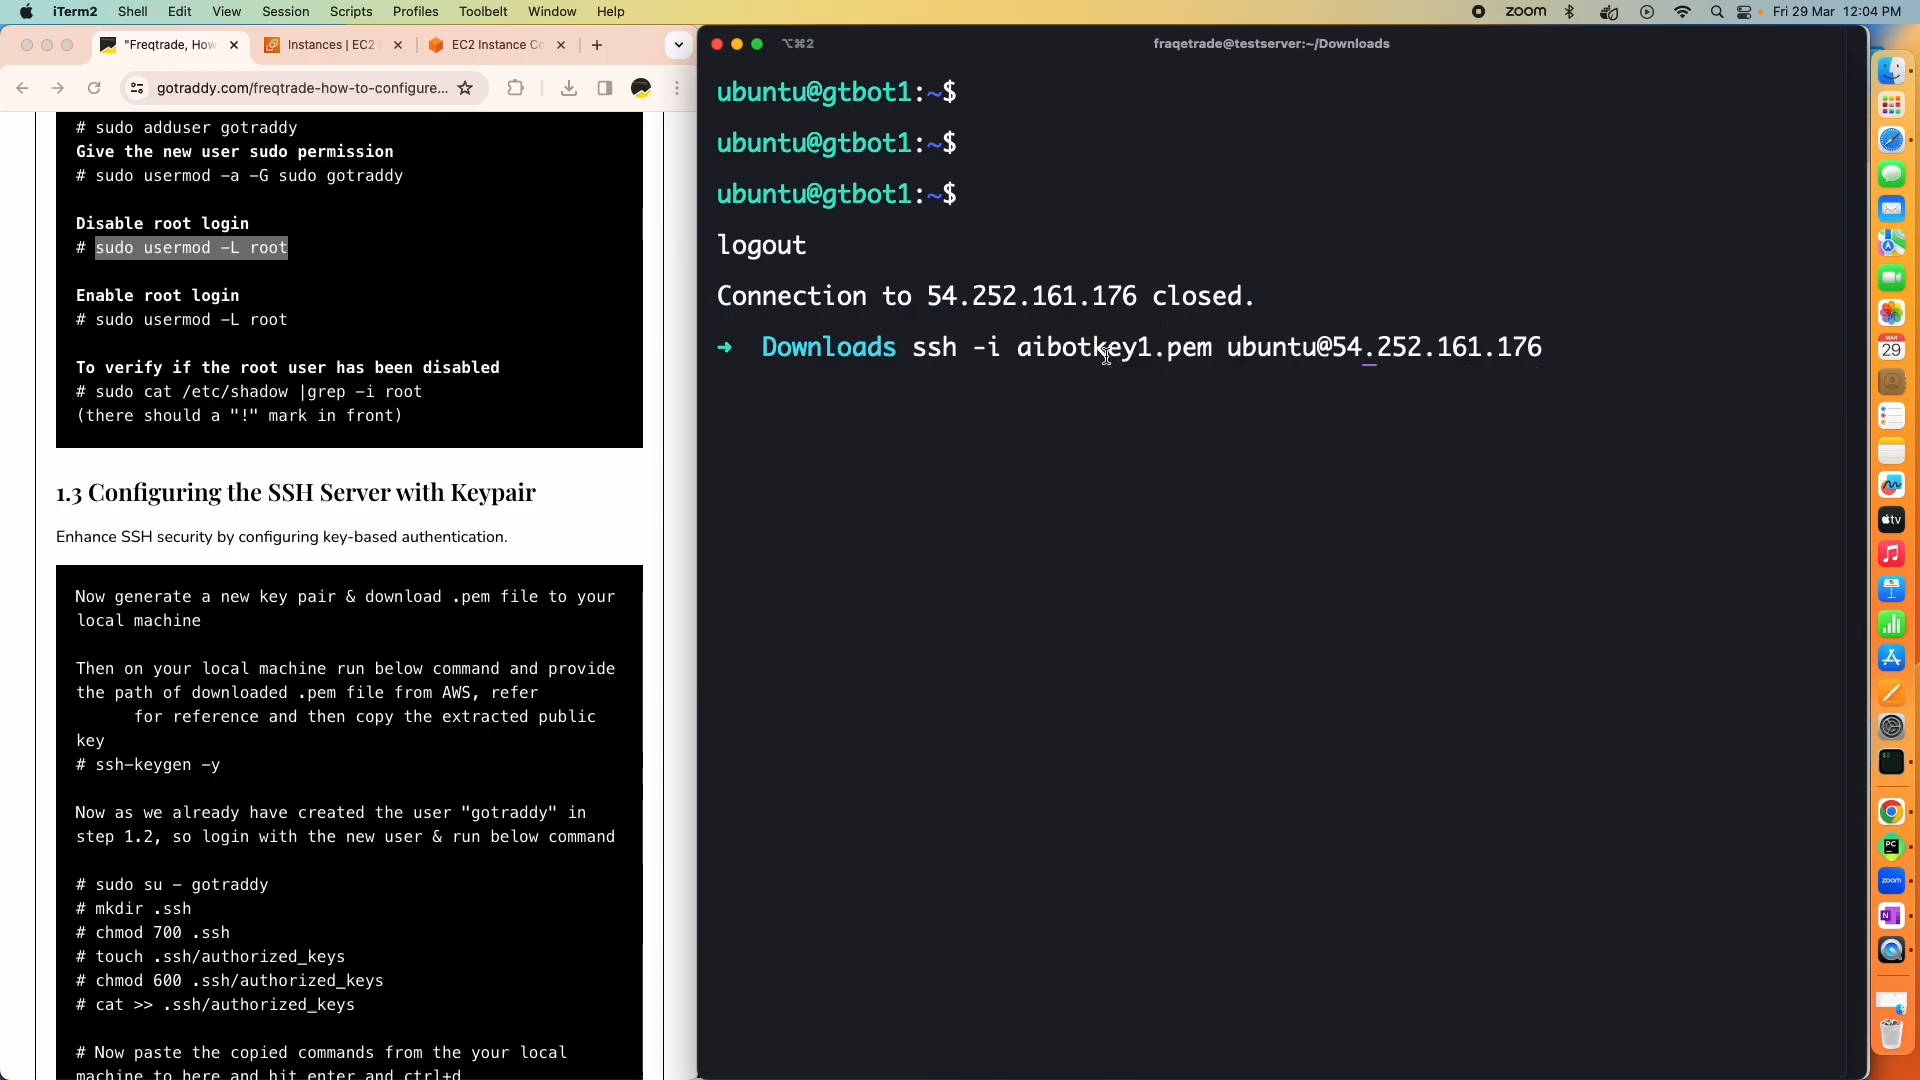 iTerm2 Shell Edit View Session Scripts Profiles Toolbelt Window Help
zoom Fri 29 Mar 12:04 PM
"Freqtrade, How Instances | EC2 EC2 Instance Co
gotraddy.com/freqtrade-how-to-configure...
# sudo adduser gotraddy
Give the new user sudo permission
# sudo usermod -a -G sudo gotraddy
Disable root login
# sudo usermod -L root
Enable root login
# sudo usermod -L root
To verify if the root user has been disabled
# sudo cat /etc/shadow |grep -i root
(there should a "!" mark in front)
1.3 Configuring the SSH Server with Keypair
Enhance SSH security by configuring key-based authentication.
Now generate a new key pair & download .pem file to your
local machine
Then on your local machine run below command and provide
the path of downloaded .pem file from AWS, refer
for reference and then copy the extracted public
key
# ssh-keygen -y
Now as we already have created the user "gotraddy" in
step 1.2, so login with the new user & run below command
# sudo su - gotraddy
# mkdir .ssh
# chmod 700 .ssh
# touch .ssh/authorized_keys
# chmod 600 .ssh/authorized_keys
# cat >> .ssh/authorized_keys
# Now paste the copied commands from the your local
machine to here and hit enter and ctrl+d
⌥⌘2 fraqetrade@testserver:~/Downloads
ubuntu@gtbot1:~$
ubuntu@gtbot1:~$
ubuntu@gtbot1:~$
logout
Connection to 54.252.161.176 closed.
➜ Downloads ssh -i aibotkey1.pem ubuntu@54.252.161.176
MAR
29
tv
PC
zoom
N